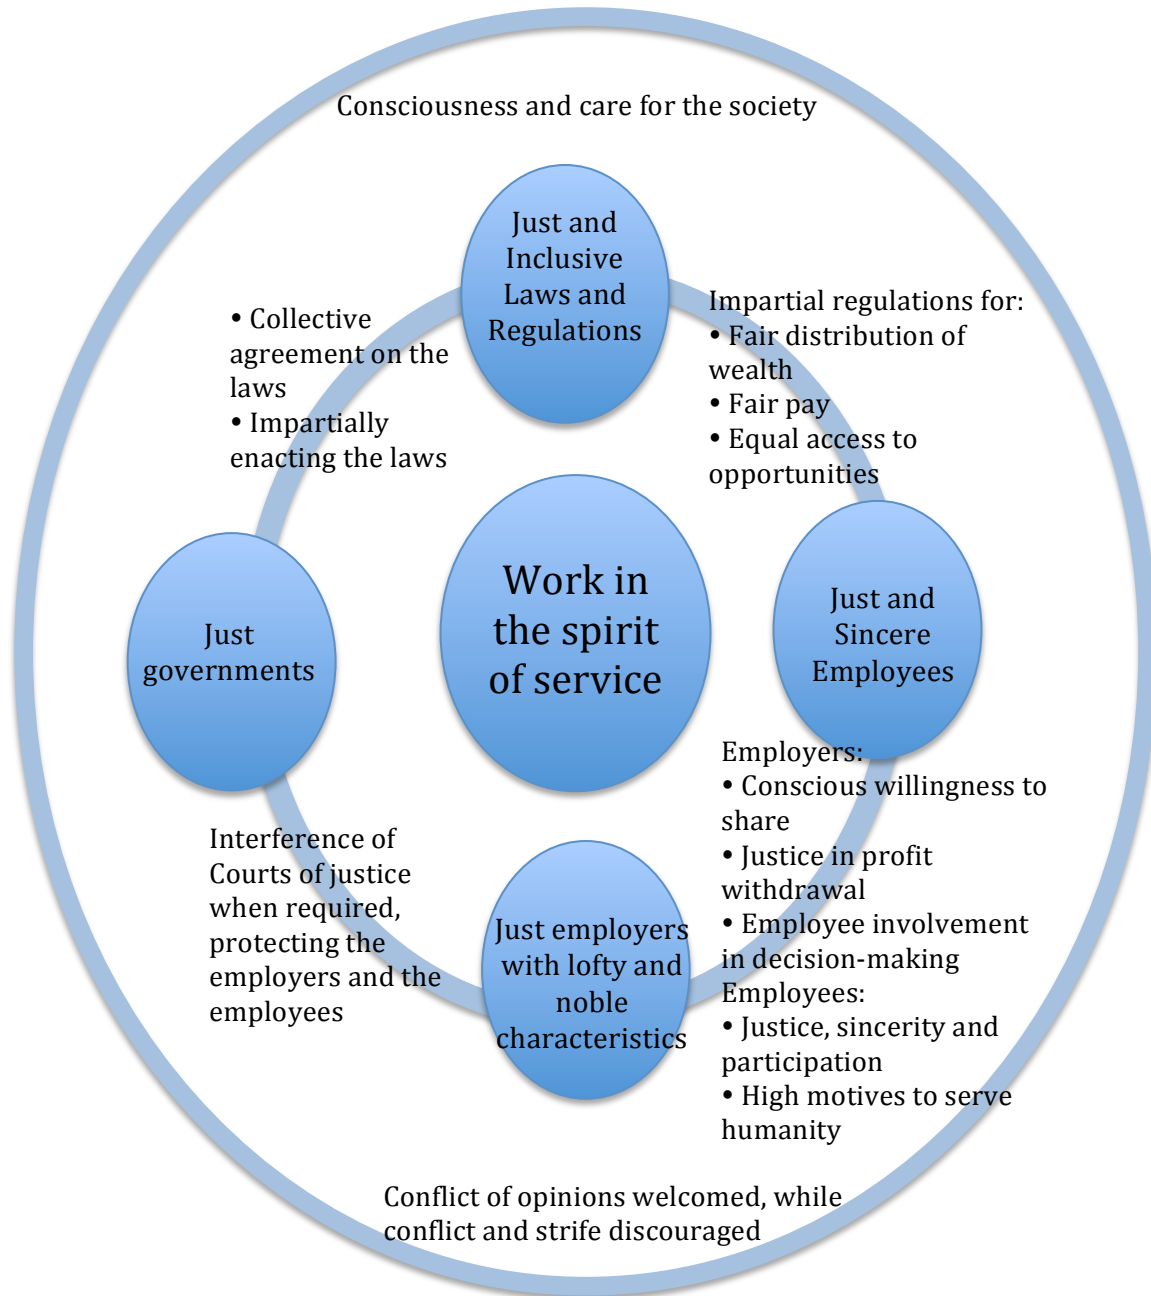 Consciousness and care for the society
Just and
Inclusive
Laws and
Regulations
• Collective
agreement on the
laws
• Impartially
enacting the laws
Impartial regulations for:
• Fair distribution of
wealth
• Fair pay
• Equal access to
opportunities
Just
governments
Work in
the spirit
of service
Just and
Sincere
Employees
Interference of
Courts of justice
when required,
protecting the
employers and the
employees
Just employers
with lofty and
noble
characteristics
Employers:
• Conscious willingness to
share
• Justice in profit
withdrawal
• Employee involvement
in decision-making
Employees:
• Justice, sincerity and
participation
• High motives to serve
humanity
Conflict of opinions welcomed, while
conflict and strife discouraged